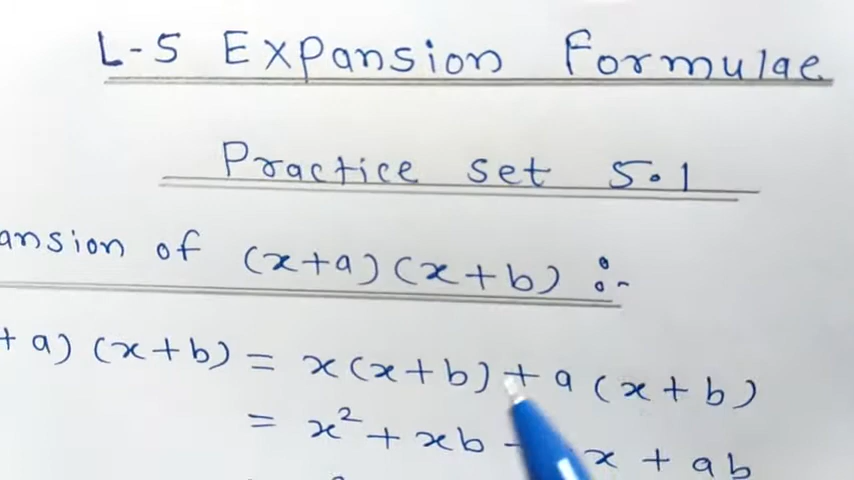 L-5 Expansion Formulae
Practice set 5.1
ansion of (x+a)(x+b) :-
+ a) (x+b) = x(x+b) + a (x+b)
= x² + xb + x + ab